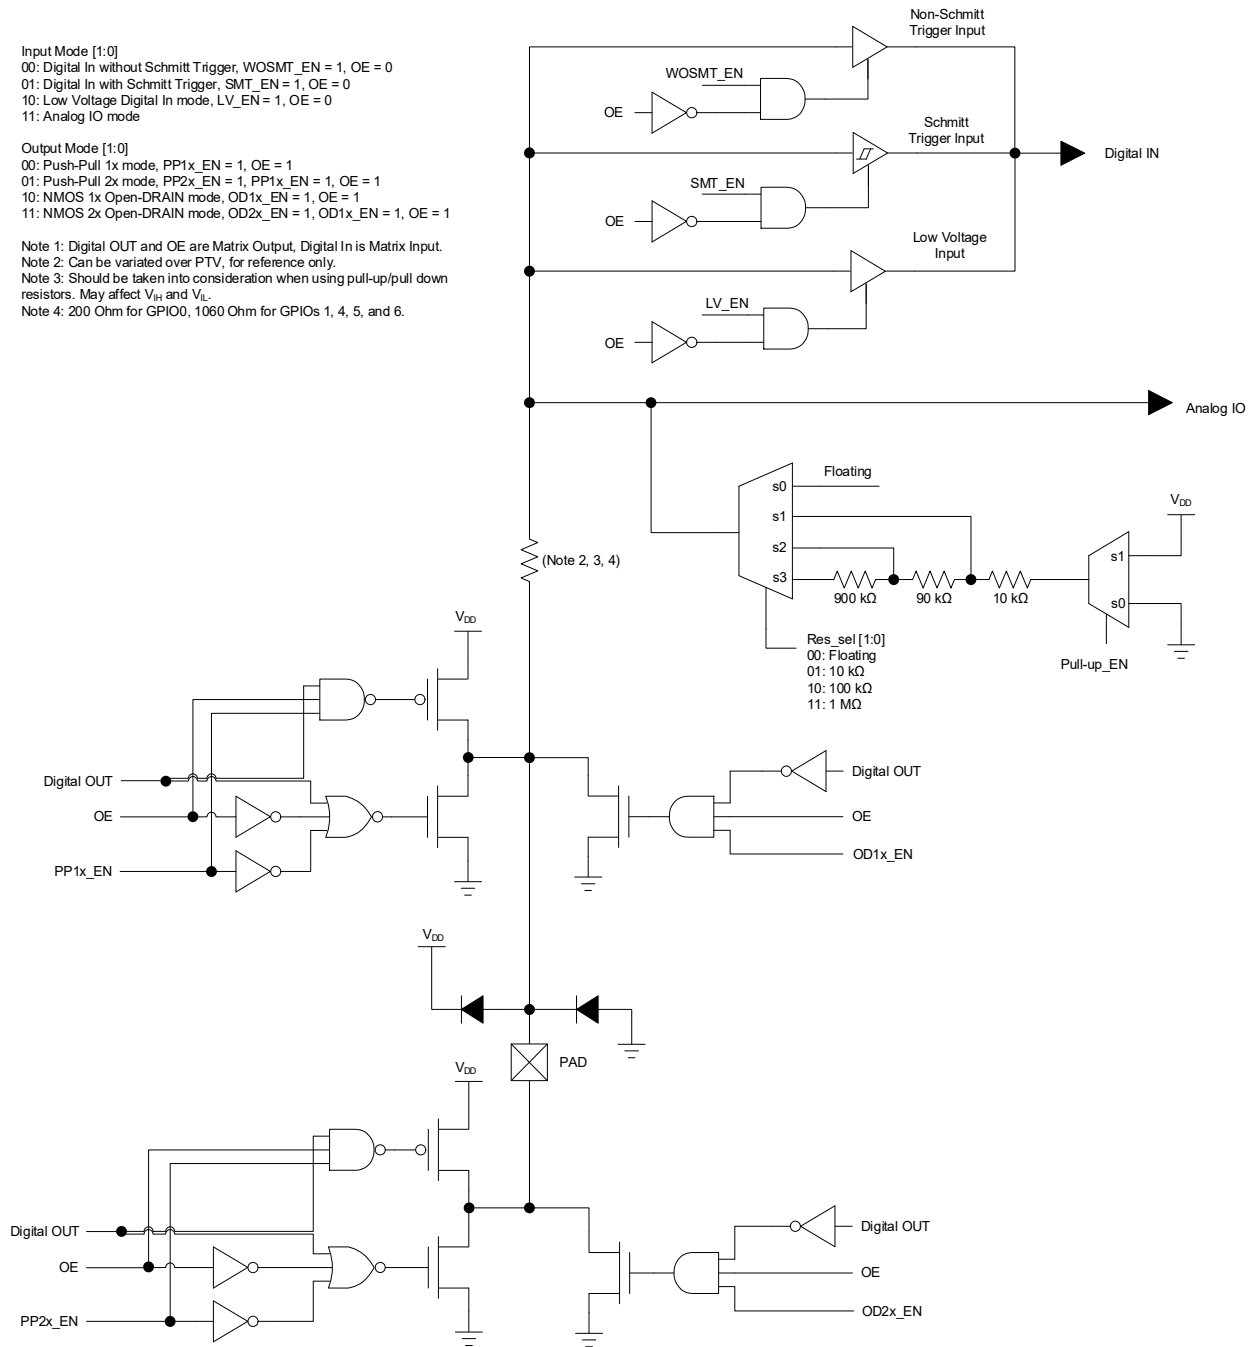 Input Mode [1:0]
00: Digital In without Schmitt Trigger, WOSMT_EN = 1, OE = 0
01: Digital In with Schmitt Trigger, SMT_EN = 1, OE = 0
10: Low Voltage Digital In mode, LV_EN = 1, OE = 0
11: Analog IO mode
Output Mode [1:0]
00: Push-Pull 1x mode, PP1x_EN = 1, OE = 1
01: Push-Pull 2x mode, PP2x_EN = 1, PP1x_EN = 1, OE = 1
10: NMOS 1x Open-DRAIN mode, OD1x_EN = 1, OE = 1
11: NMOS 2x Open-DRAIN mode, OD2x_EN = 1, OD1x_EN = 1, OE = 1
Note 1: Digital OUT and OE are Matrix Output, Digital In is Matrix Input.
Note 2: Can be variated over PTV, for reference only.
Note 3: Should be taken into consideration when using pull-up/pull down
resistors. May affect VIH and VIL.
Note 4: 200 Ohm for GPIO0, 1060 Ohm for GPIOs 1, 4, 5, and 6.
Non-Schmitt
Trigger Input
WOSMT_EN
OE
Schmitt
Trigger Input
Digital IN
SMT_EN
OE
Low Voltage
Input
LV_EN
OE
Analog IO
Floating
s0
s1
s2
s3
900 kΩ
90 kΩ
10 kΩ
VDD
s1
s0
Pull-up_EN
Res_sel [1:0]
00: Floating
01: 10 kΩ
10: 100 kΩ
11: 1 MΩ
(Note 2, 3, 4)
VDD
Digital OUT
OE
PP1x_EN
Digital OUT
OE
OD1x_EN
VDD
PAD
VDD
Digital OUT
OE
PP2x_EN
Digital OUT
OE
OD2x_EN